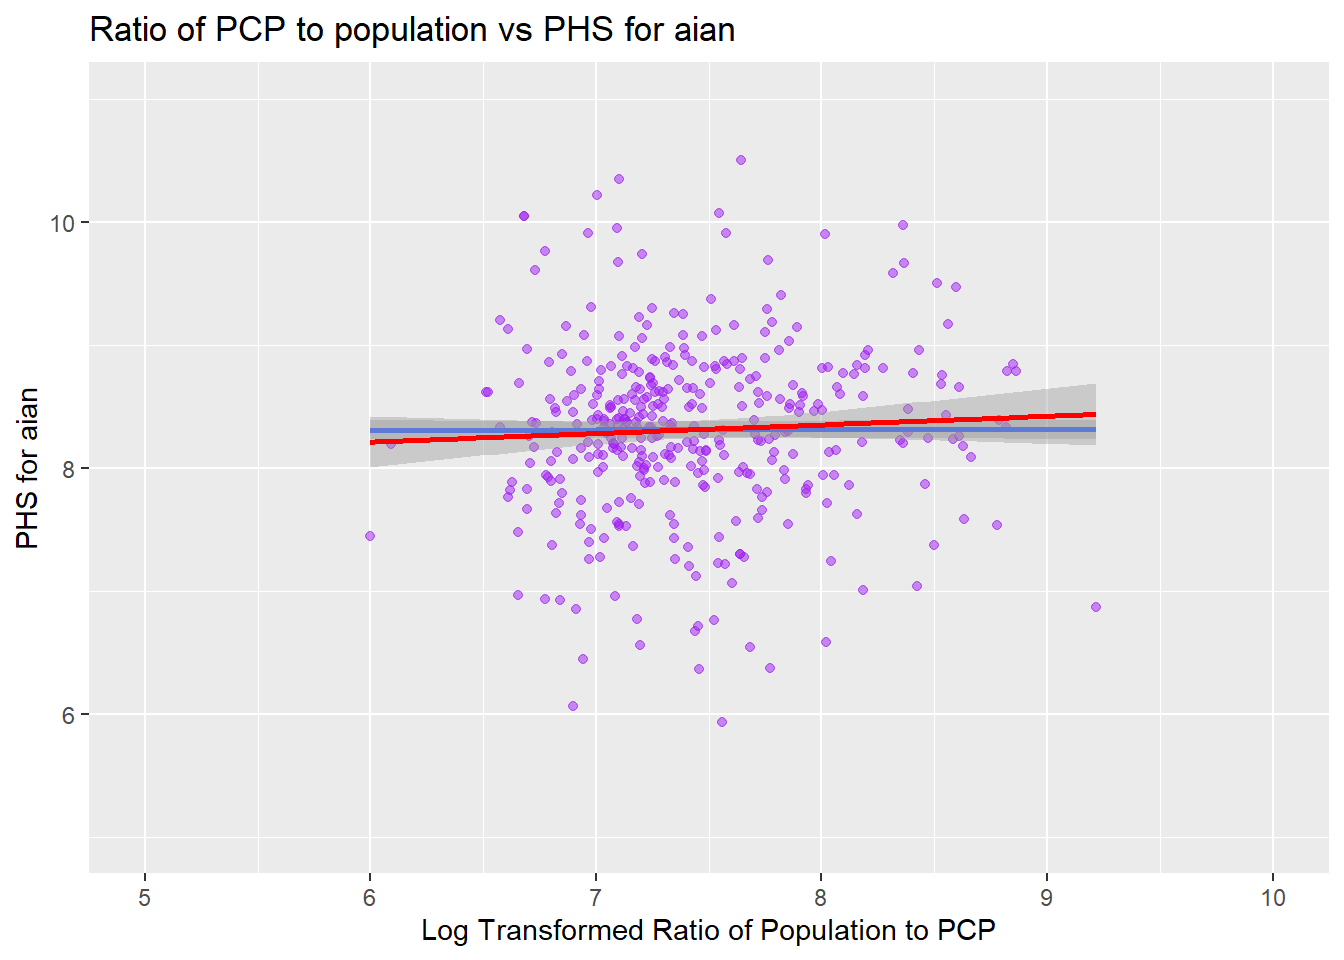 Ratio of PCP to population vs PHS for aian
PHS for aian
10
8
6
5 6 7 8 9 10
Log Transformed Ratio of Population to PCP